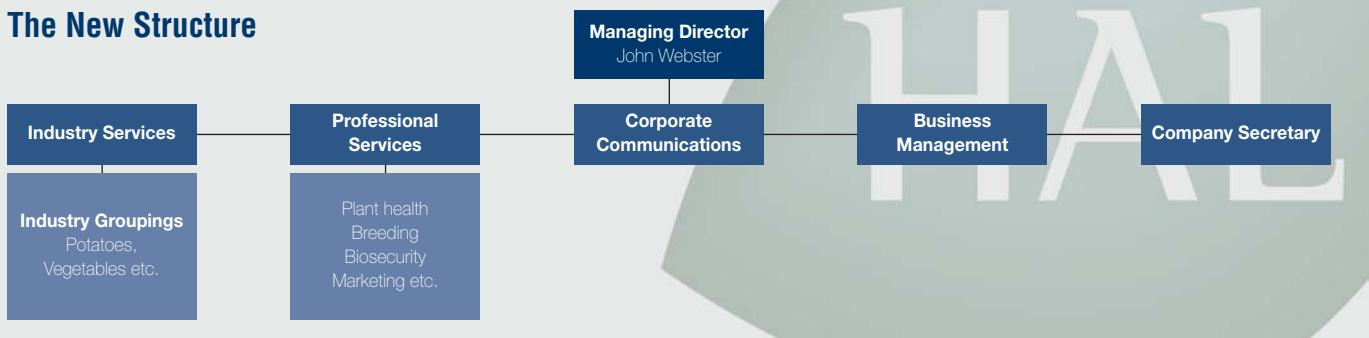 The New Structure
Managing Director
John Webster
HAL
Industry Services
Professional
Services
Corporate
Communications
Business
Management
Company Secretary
Industry Groupings
Potatoes,
Vegetables etc.
Plant health
Breeding
Biosecurity
Marketing etc.